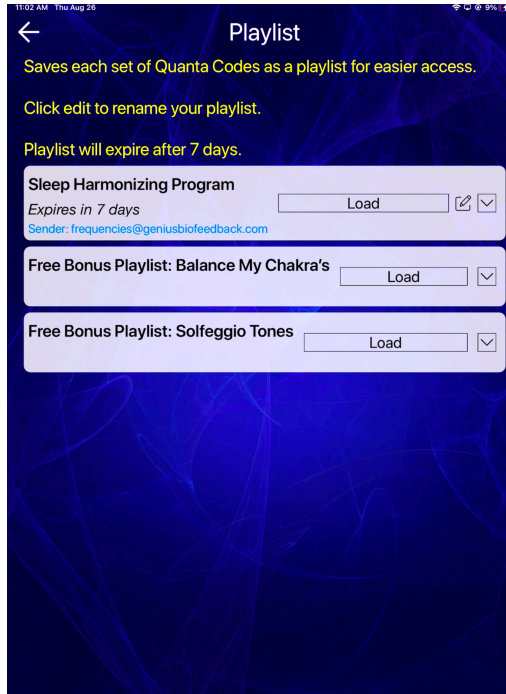 11:02 AM Thu Aug 26
9%
Playlist
Saves each set of Quanta Codes as a playlist for easier access.
Click edit to rename your playlist.
Playlist will expire after 7 days.
Sleep Harmonizing Program
Load
Expires in 7 days
Sender: frequencies@geniusbiofeedback.com
Free Bonus Playlist: Balance My Chakra's
Load
Free Bonus Playlist: Solfeggio Tones
Load